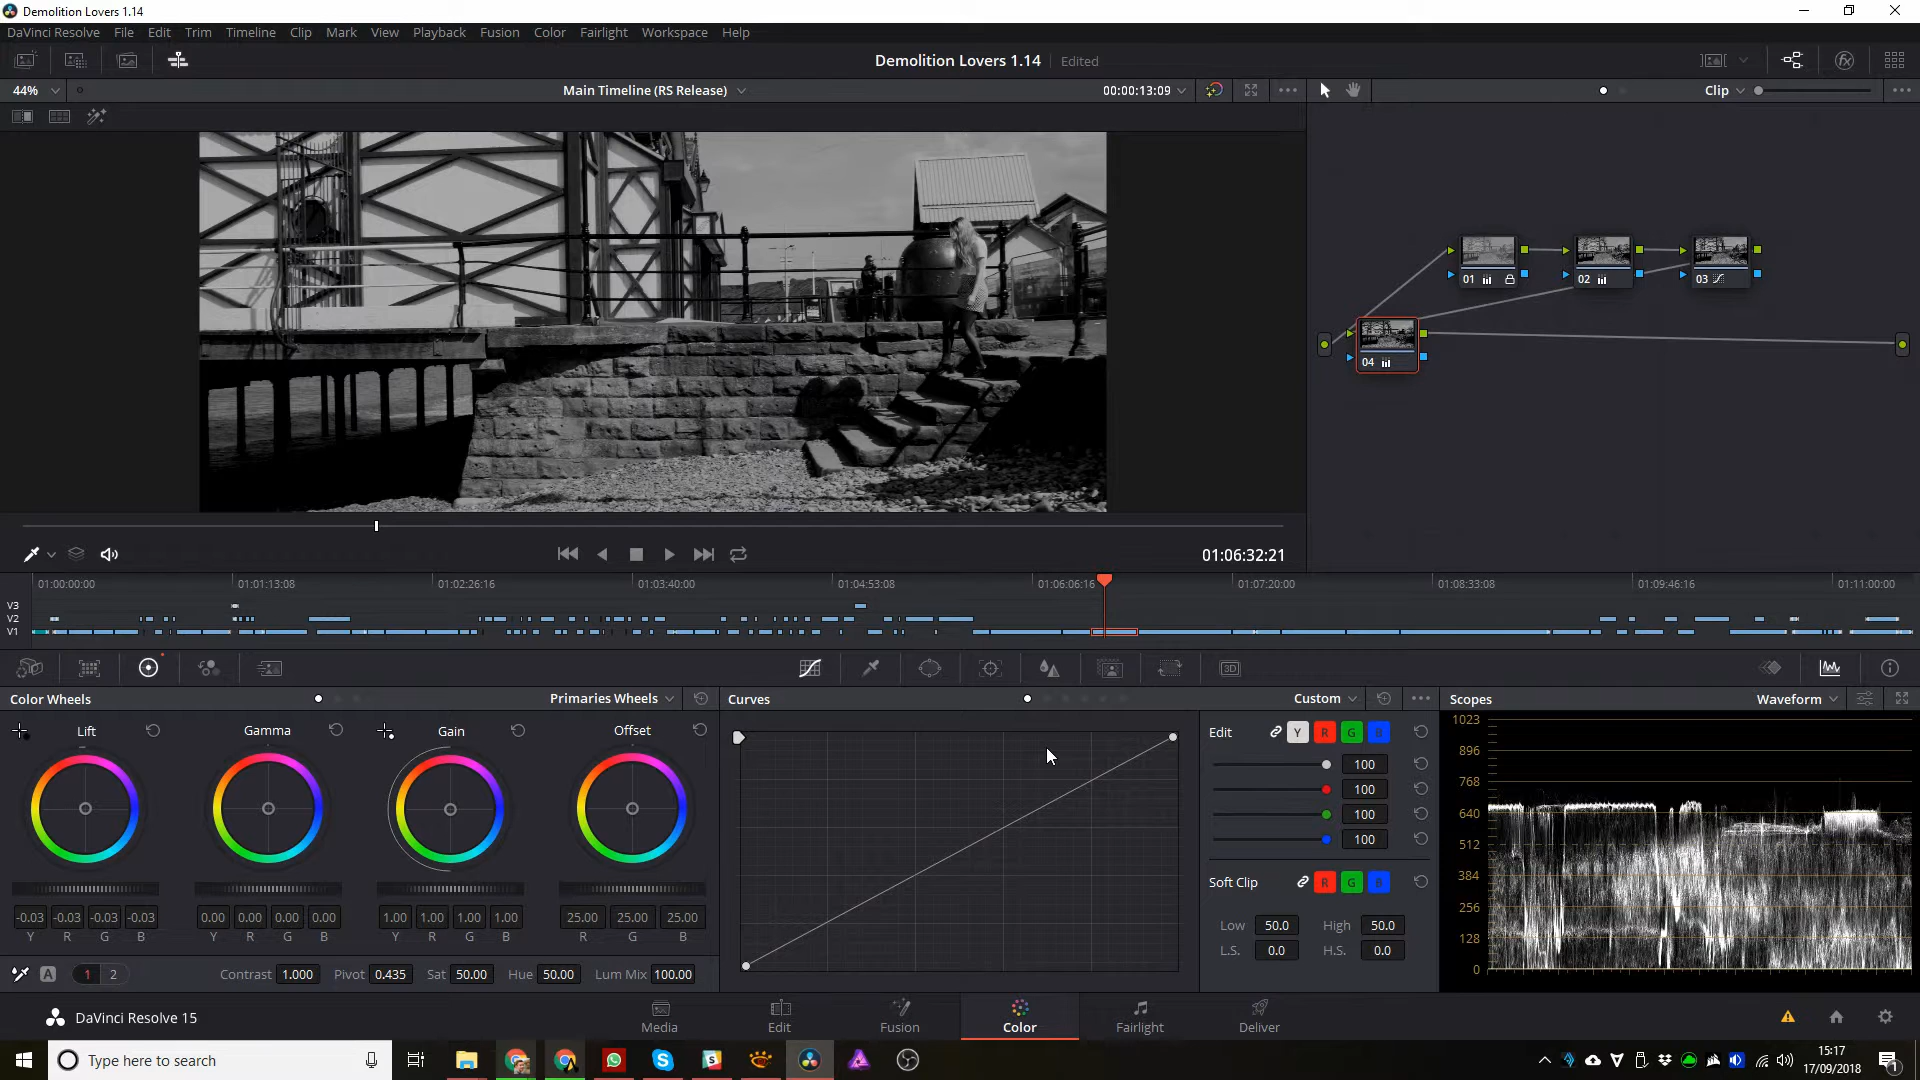 Demolition Lovers 1.14
DaVinci Resolve File Edit Trim Timeline Clip Mark View Playback Fusion Color Fairlight Workspace Help
Demolition Lovers 1.14 Edited
44% Main Timeline (RS Release) 00:00:13:09 Clip
01 02 03
04
01:06:32:21
01:00:00:00 01:01:13:08 01:02:26:16 01:03:40:00 01:04:53:08 01:06:06:16 01:07:20:00 01:08:33:08 01:09:46:16 01:11:00:00
V3
V2
V1
3D
Color Wheels Primaries Wheels Curves Custom Scopes Waveform
Lift Gamma Gain Offset Edit Y R G B
100
100
100
100
Soft Clip R G B
-0.03 -0.03 -0.03 -0.03 0.00 0.00 0.00 0.00 1.00 1.00 1.00 1.00 25.00 25.00 25.00 Low 50.0 High 50.0
Y R G B Y R G B Y R G B R G B L.S. 0.0 H.S. 0.0
1023
896
768
640
512
384
256
128
0
A 1 2 Contrast 1.000 Pivot 0.435 Sat 50.00 Hue 50.00 Lum Mix 100.00
DaVinci Resolve 15 Media Edit Fusion Color Fairlight Deliver
Type here to search 15:17
17/09/2018
1